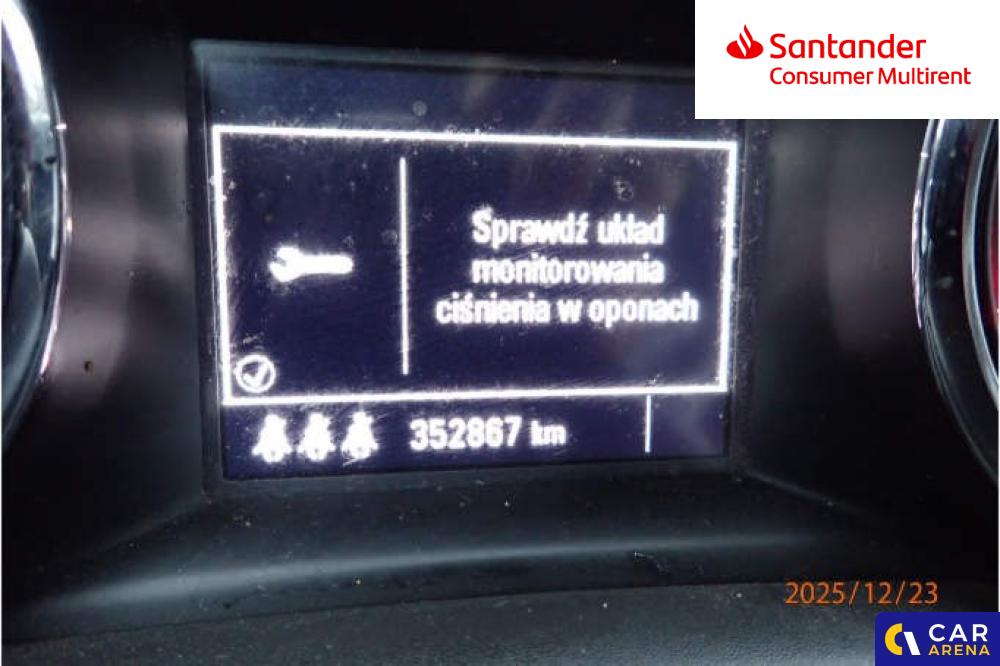 Santander
Consumer Multirent
Sprawdź układ
monitorowania
ciśnienia w oponach
352867 km
2025/12/23
CAR
ARENA